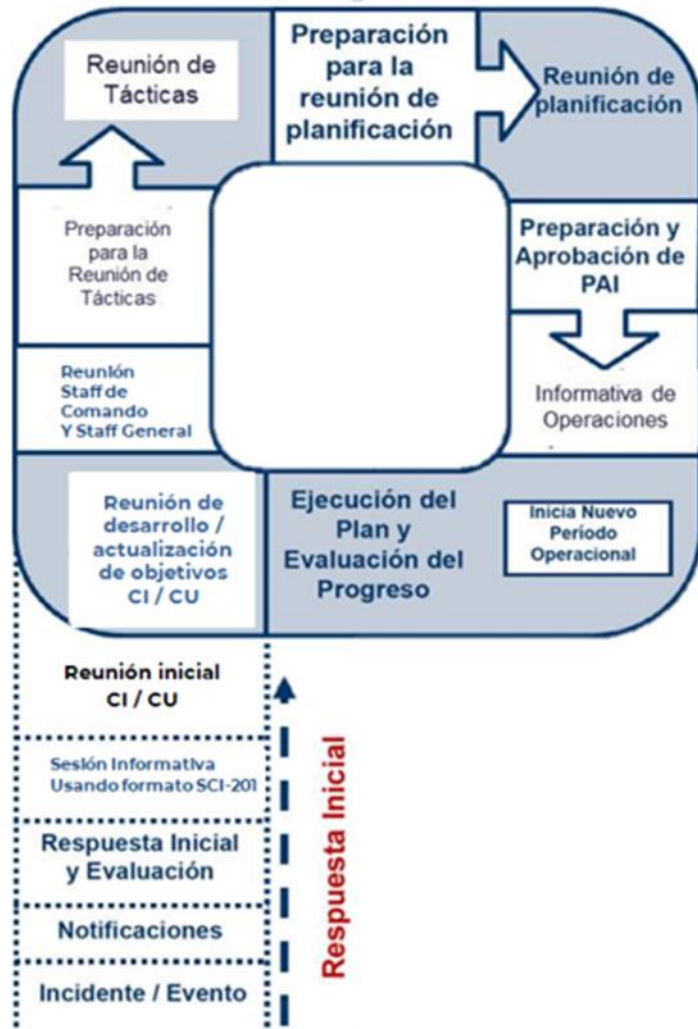 Reunión de
Tácticas
Preparación
para la
reunión de
planificación
Reunión de
planificación
Preparación
para la
Reunión de
Tácticas
Preparación y
Aprobación de
PAI
Reunión
Staff de
Comando
Y Staff General
Informativa de
Operaciones
Reunión de
desarrollo /
actualización
de objetivos
CI / CU
Ejecución del
Plan y
Evaluación del
Progreso
Inicia Nuevo
Período
Operacional
Reunión inicial
CI / CU
Sesión Informativa
Usando formato SCI-201
Respuesta Inicial
y Evaluación
Notificaciones
Incidente / Evento
Respuesta Inicial